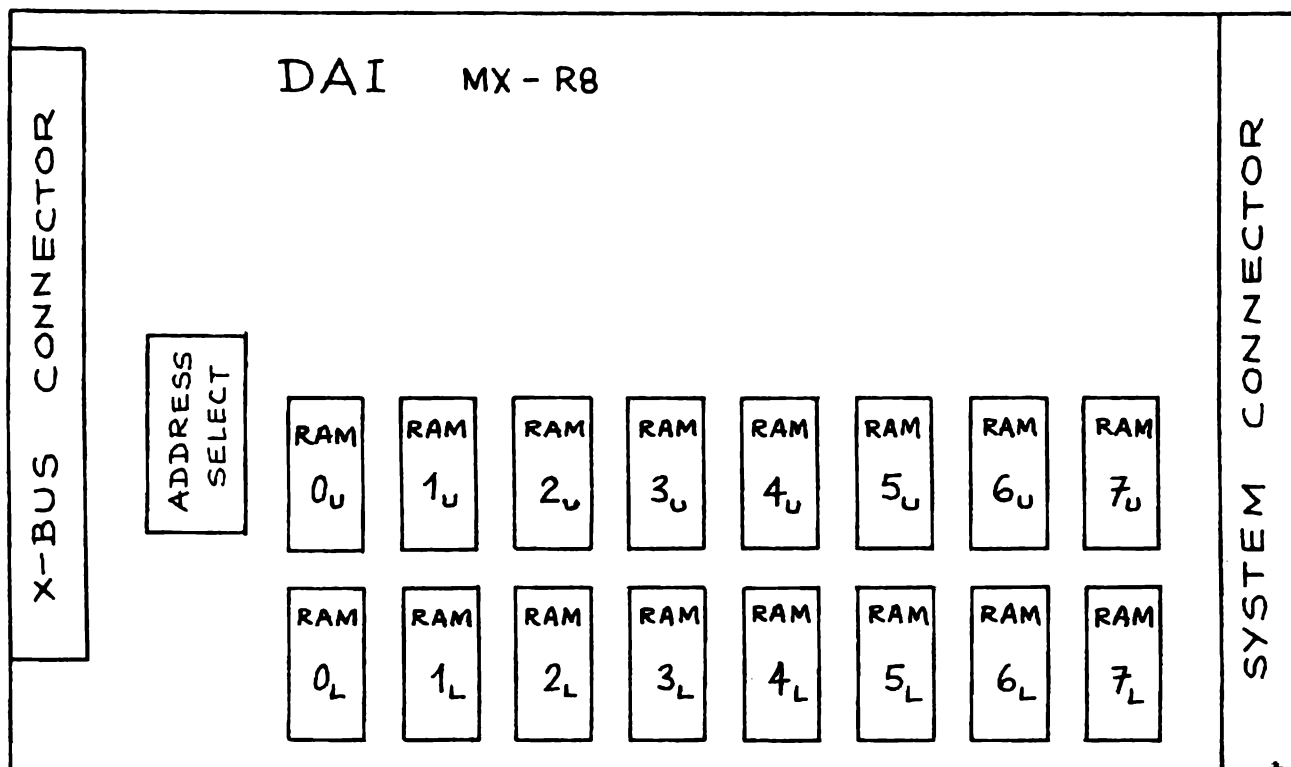 DAI MX-R8
X-BUS CONNECTOR
ADDRESS
SELECT
RAM RAM RAM RAM RAM RAM RAM RAM
0U 1U 2U 3U 4U 5U 6U 7U
RAM RAM RAM RAM RAM RAM RAM RAM
0L 1L 2L 3L 4L 5L 6L 7L
SYSTEM CONNECTOR